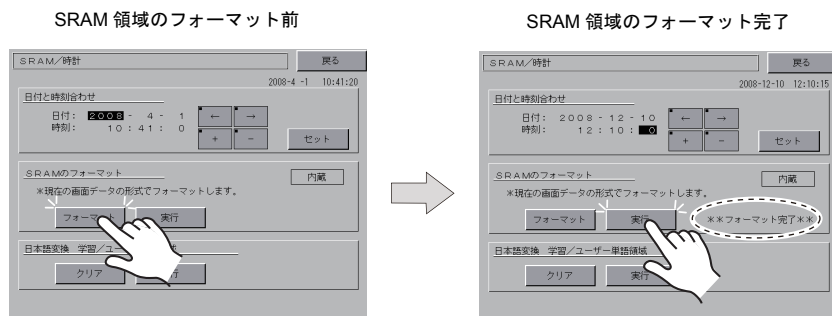 SRAM 領域のフォーマット前
SRAM／時計
戻る
2008-4 -1 10:41:20
日付と時刻合わせ
日付： 2008 - 4 - 1
時刻： 10 : 41 : 0
← →
+ -
セット
SRAMのフォーマット
内蔵
＊現在の画面データの形式でフォーマットします。
フォーマット 実行
日本語変換 学習／ユー
クリア
SRAM 領域のフォーマット完了
SRAM／時計
戻る
2008-12-10 12:10:15
日付と時刻合わせ
日付： 2008 - 12 - 10
時刻： 12 : 10 : 0
← →
+ -
セット
SRAMのフォーマット
内蔵
＊現在の画面データの形式でフォーマットします。
フォーマット 実行 ＊＊フォーマット完了＊＊
日本語変換 学習／ユーザー単語領域
クリア 実行